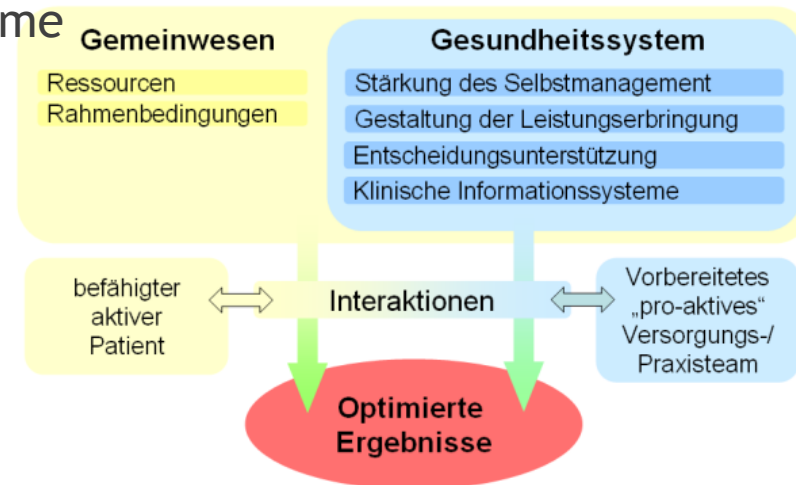 me
Gemeinwesen
Ressourcen
Rahmenbedingungen
Gesundheitssystem
Stärkung des Selbstmanagement
Gestaltung der Leistungserbringung
Entscheidungsunterstützung
Klinische Informationssysteme
befähigter
aktiver
Patient
Interaktionen
Vorbereitetes
„pro-aktives“
Versorgungs-/
Praxisteam
Optimierte
Ergebnisse